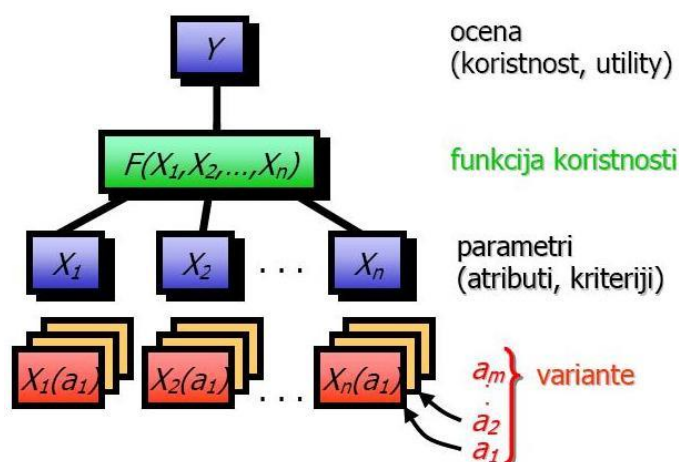 Y
ocena
(koristnost, utility)
F(X₁,X₂,...,Xₙ)
funkcija koristnosti
X₁
X₂
. . .
Xₙ
parametri
(atributi, kriteriji)
X₁(a₁)
X₂(a₁)
. . .
Xₙ(a₁)
aₘ
.
a₂
a₁
variante